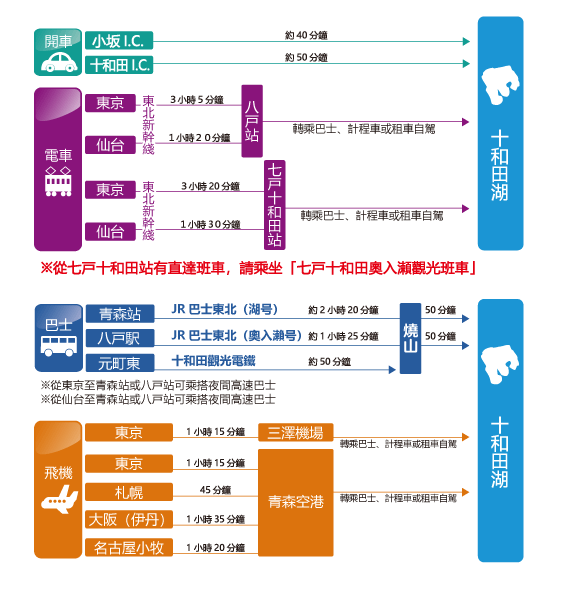 開車
小坂 I.C.
約 40 分鐘
十和田 I.C.
約 50 分鐘
十和田湖
電車
東京
東北新幹綫
3 小時 5 分鐘
八戸站
仙台
1小時 2 0 分鐘
轉乘巴士、計程車或租車自駕
東京
東北新幹綫
3 小時 20 分鐘
七戸十和田站
仙台
1 小時 3 0 分鐘
轉乘巴士、計程車或租車自駕
※從七戸十和田站有直達班車，請乘坐「七戸十和田奧入瀨觀光班車」
巴士
青森站
JR 巴士東北（湖号）
約 2 小時 20 分鐘
燒山
50 分鐘
八戸駅
JR 巴士東北（奧入瀨号）
約 1 小時 25 分鐘
50 分鐘
元町東
十和田觀光電鐵
約 50 分鐘
※從東京至青森站或八戸站可乘搭夜間高速巴士
※從仙台至青森站或八戸站可乘搭夜間高速巴士
十和田湖
飛機
東京
1 小時 15 分鐘
三澤機場
轉乘巴士、計程車或租車自駕
東京
1 小時 15 分鐘
青森空港
札幌
45 分鐘
轉乘巴士、計程車或租車自駕
大阪（伊丹）
1 小時 35 分鐘
名古屋小牧
1 小時 20 分鐘